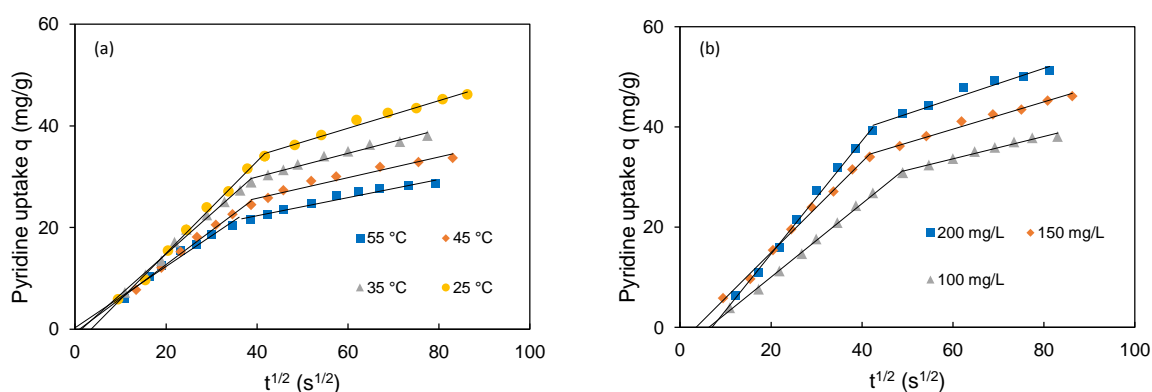 (a)
Pyridine uptake q (mg/g)
60
40
20
0
0 20 40 60 80 100
t1/2 (s1/2)
55 °C 45 °C
35 °C 25 °C
(b)
Pyridine uptake q (mg/g)
60
40
20
0
0 20 40 60 80 100
t1/2 (s1/2)
200 mg/L 150 mg/L
100 mg/L